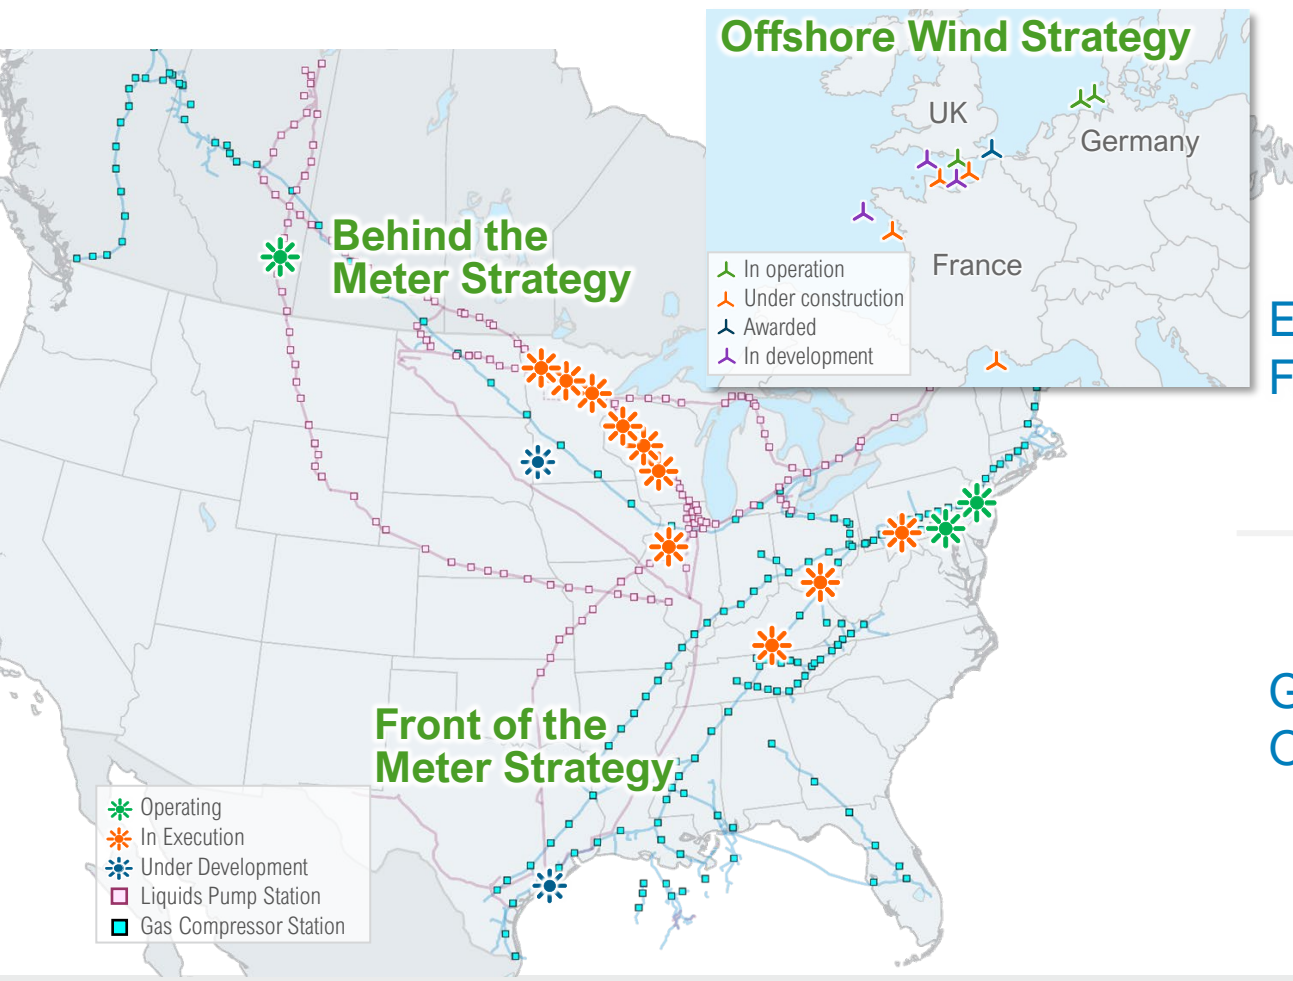 Offshore Wind Strategy
UK
Germany
France
In operation
Under construction
Awarded
In development
Behind the
Meter Strategy
E
F
G
C
Front of the
Meter Strategy
Operating
In Execution
Under Development
Liquids Pump Station
Gas Compressor Station